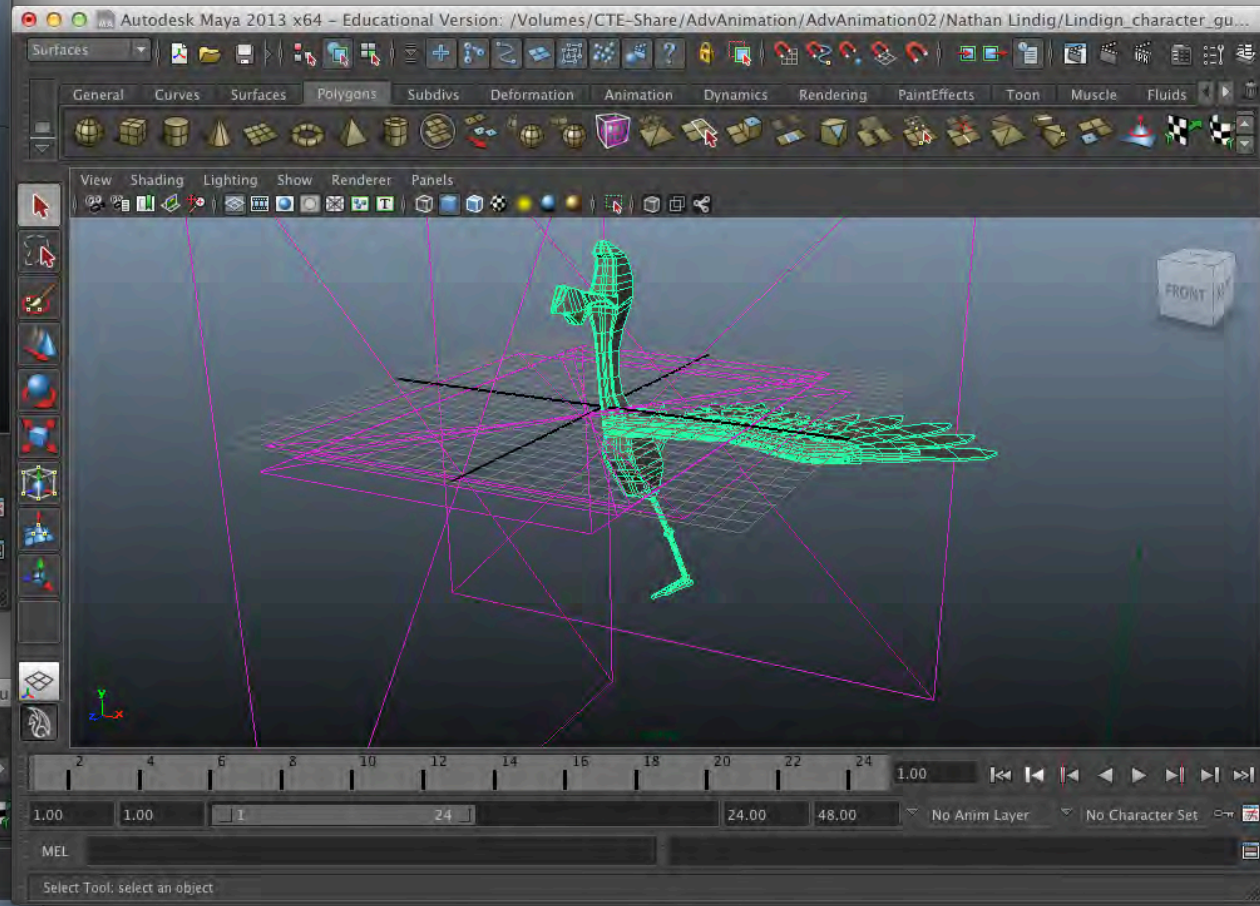 Autodesk Maya 2013 x64 – Educational Version: /Volumes/CTE-Share/AdvAnimation/AdvAnimation02/Nathan Lindig/Lindign_character_gu...
Surfaces
General Curves Surfaces Polygons Subdivs Deformation Animation Dynamics Rendering PaintEffects Toon Muscle Fluids
View Shading Lighting Show Renderer Panels
FRONT
y
z x
2 4 6 8 10 12 14 16 18 20 22 24 1.00
1.00 1.00 1 24 24.00 48.00 No Anim Layer No Character Set
MEL
Select Tool: select an object